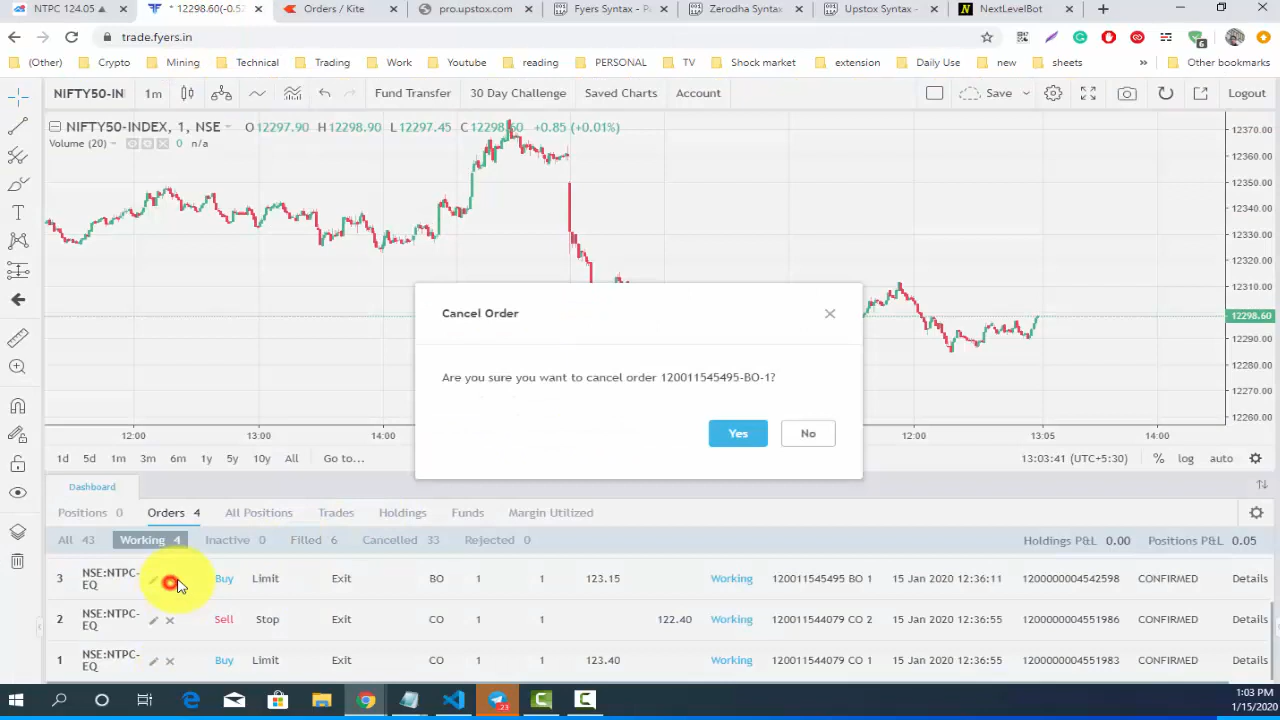 NTPC 124.05 ▲
* 12298.60(-0.5
Orders / Kite
pro.upstox.com
Fyers Syntax - 
Zerodha Syntax
Upstox Syntax -
NextLevelBot
trade.fyers.in
6
(Other)
Crypto
Mining
Technical
Trading
Work
Youtube
reading
PERSONAL
TV
Shock market
extension
Daily Use
new
sheets
Other bookmarks
NIFTY50-IN
1m
Fund Transfer
30 Day Challenge
Saved Charts
Account
Save
Logout
NIFTY50-INDEX, 1, NSE
O12297.90 H12298.90 L12297.45 C12298.60 +0.85 (+0.01%)
Volume (20)
0 n/a
12370.00
12360.00
12350.00
12340.00
12330.00
12320.00
12310.00
12298.60
12290.00
12280.00
12270.00
12260.00
Cancel Order
Are you sure you want to cancel order 120011545495-BO-1?
Yes
No
12:00
13:00
14:00
12:00
13:05
14:00
1d 5d 1m 3m 6m 1y 5y 10y All Go to...
13:03:41 (UTC+5:30)
% log auto
Dashboard
Positions 0
Orders 4
All Positions
Trades
Holdings
Funds
Margin Utilized
All 43
Working 4
Inactive 0
Filled 6
Cancelled 33
Rejected 0
Holdings P&L 0.00
Positions P&L 0.05
3 NSE:NTPC-EQ Buy Limit Exit BO 1 1 123.15 Working 120011545495 BO 1 15 Jan 2020 12:36:11 1200000004542598 CONFIRMED Details
2 NSE:NTPC-EQ Sell Stop Exit CO 1 1 122.40 Working 120011544079 CO 2 15 Jan 2020 12:36:55 1200000004551986 CONFIRMED Details
1 NSE:NTPC-EQ Buy Limit Exit CO 1 1 123.40 Working 120011544079 CO 1 15 Jan 2020 12:36:55 1200000004551983 CONFIRMED Details
23
1:03 PM
1/15/2020